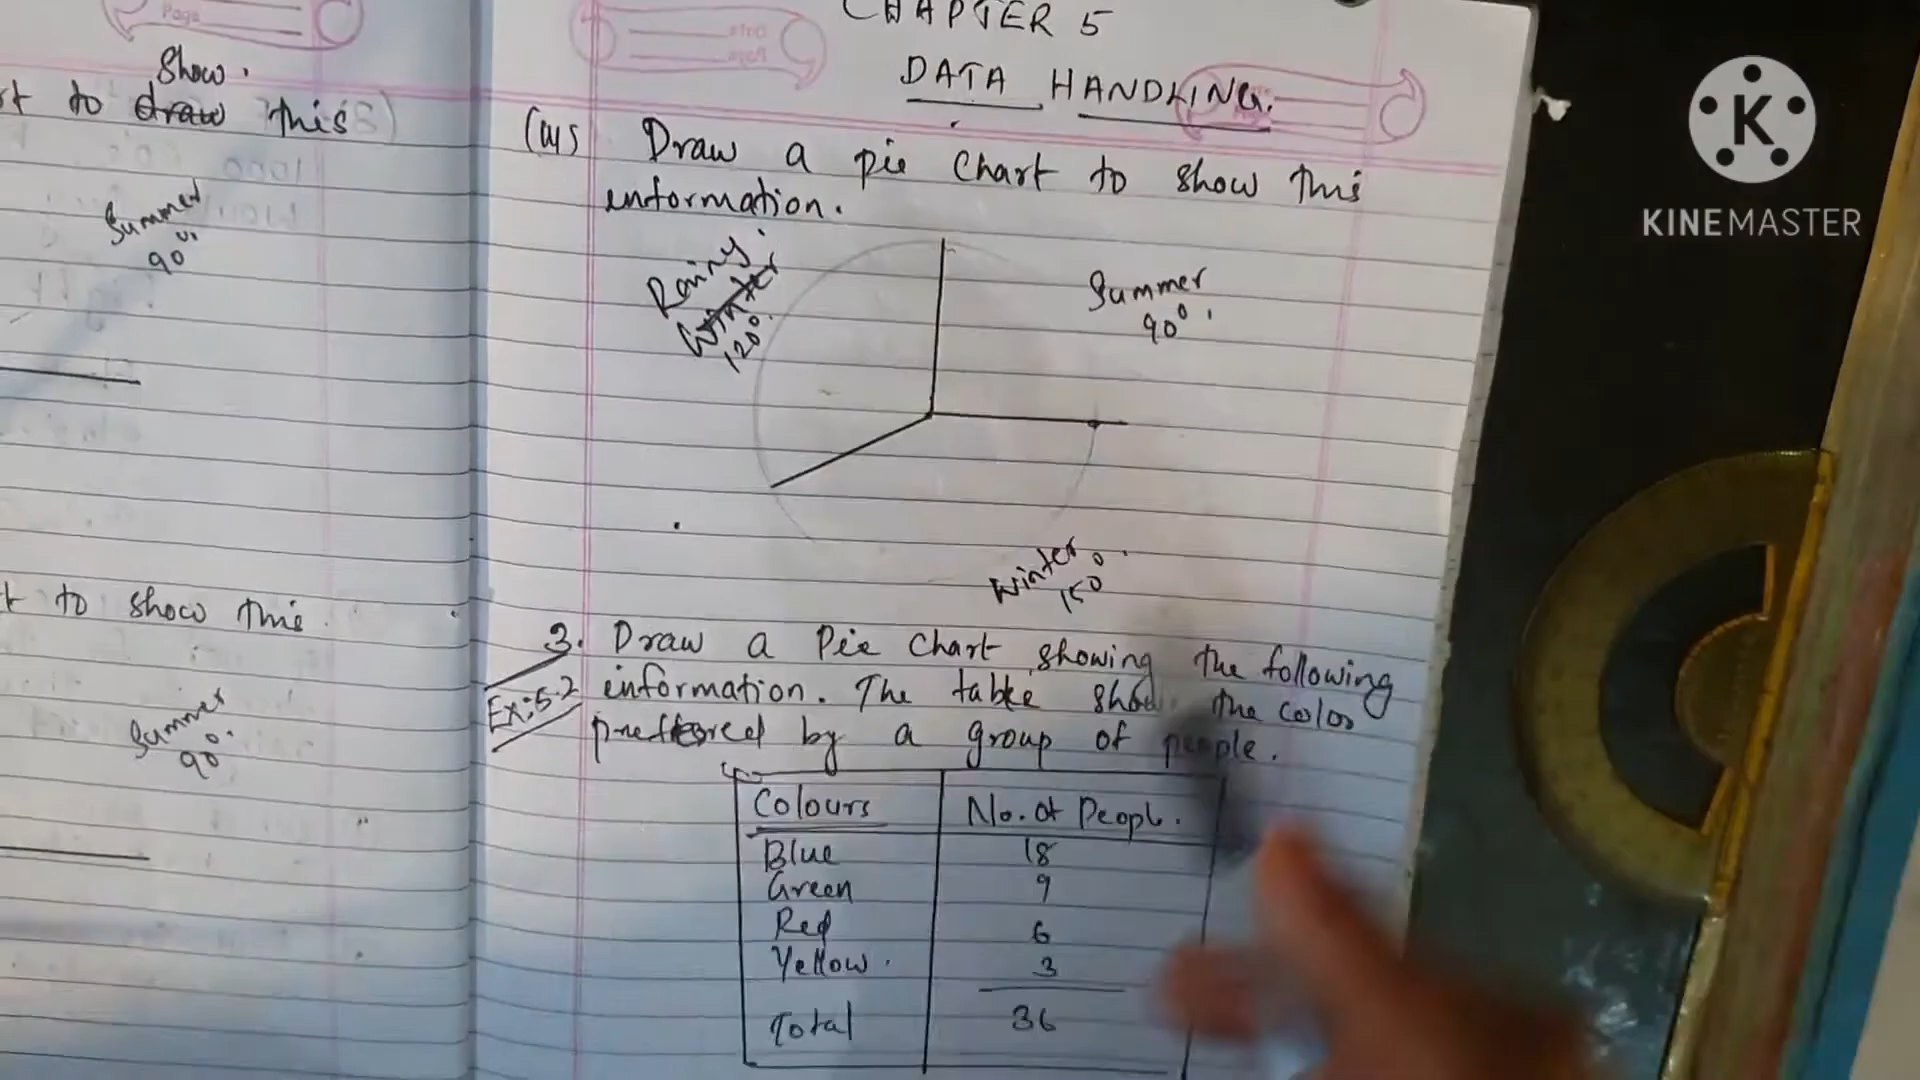 Page
Show.
to draw this
Summer
90°
to show this
Summer
90°
CHAPTER 5
DATA HANDLING.
Draw a pie Chart to show this
information.
Rainy.
Winter
120°.
Summer
90°.
Winter
150°.
3. Draw a Pie Chart showing the following
Ex:5.2 information. The table show the color
preffered by a group of people.
Colours No. of People.
Blue 18
Green 9
Red 6
Yellow. 3
Total 36
K
KINEMASTER